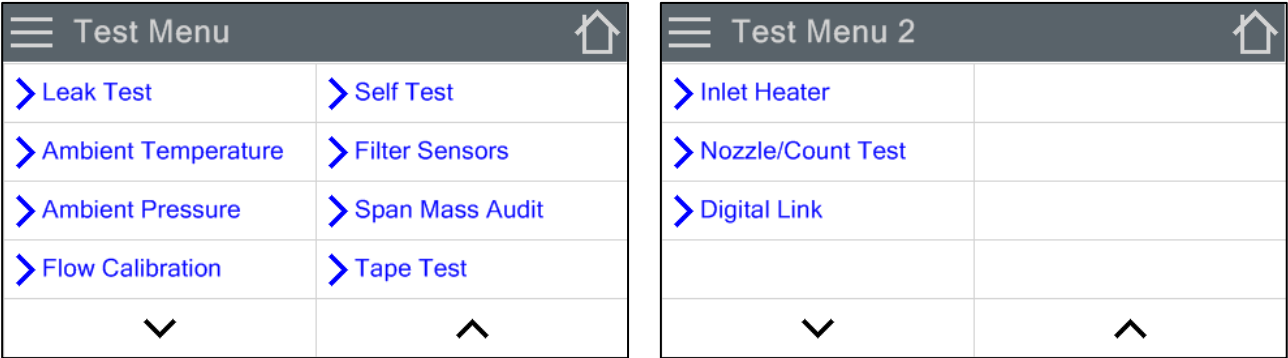 Test Menu
Leak Test
Self Test
Ambient Temperature
Filter Sensors
Ambient Pressure
Span Mass Audit
Flow Calibration
Tape Test
Test Menu 2
Inlet Heater
Nozzle/Count Test
Digital Link